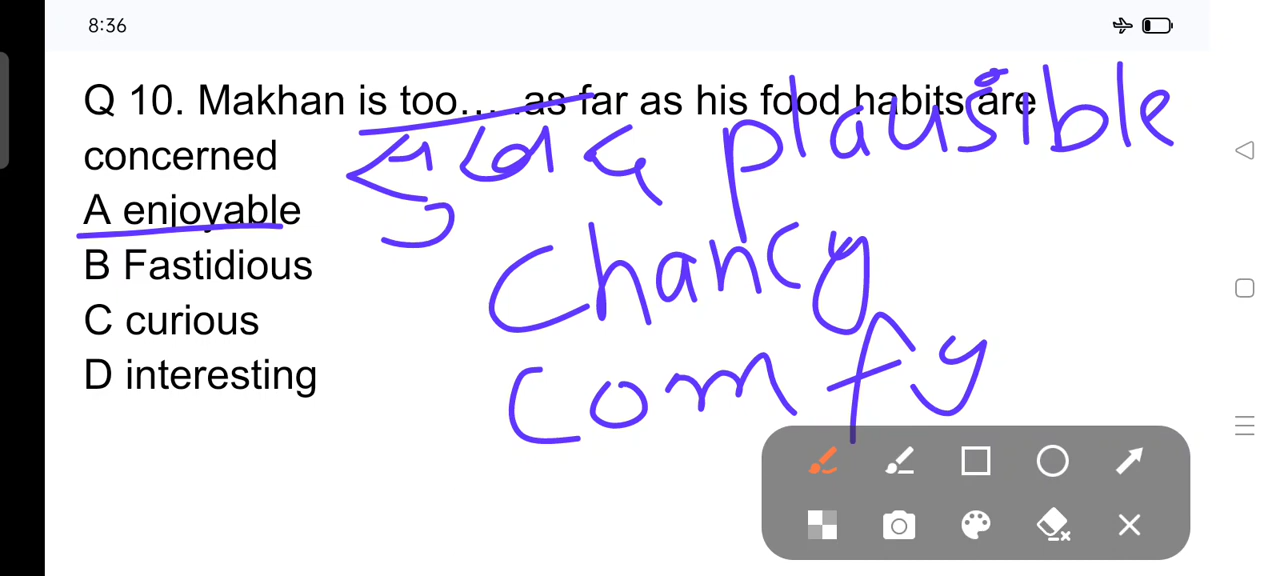 8:36
Q 10. Makhan is too.... .as far as his food habits are
concerned
plausible
A enjoyable
B Fastidious
chancy
C curious
D interesting
comfy